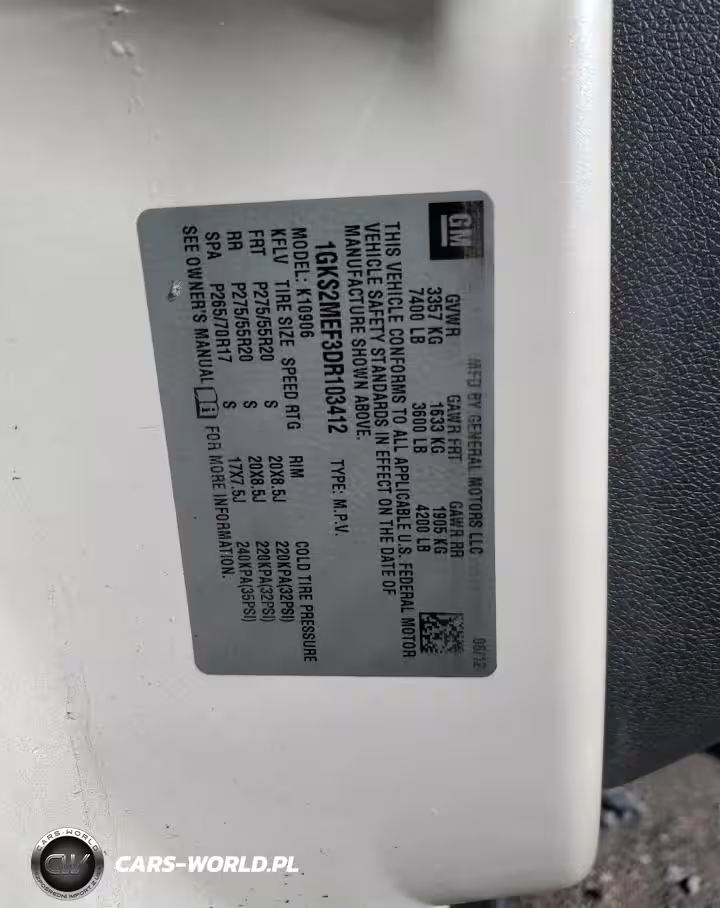 GM
MFD BY GENERAL MOTORS LLC
06/12
GVWR GAWR FRT GAWR RR
3357 KG 1633 KG 1905 KG
7400 LB 3600 LB 4200 LB
THIS VEHICLE CONFORMS TO ALL APPLICABLE U.S. FEDERAL MOTOR
VEHICLE SAFETY STANDARDS IN EFFECT ON THE DATE OF
MANUFACTURE SHOWN ABOVE.
1GKS2MEF3DR103412 TYPE: M.P.V.
MODEL: K10906
KFLV TIRE SIZE SPEED RTG RIM COLD TIRE PRESSURE
FRT P275/55R20 S 20X8.5J 220KPA(32PSI)
RR P275/55R20 S 20X8.5J 220KPA(32PSI)
SPA P265/70R17 17X7.5J 240KPA(35PSI)
SEE OWNER'S MANUAL FOR MORE INFORMATION.
CARS-WORLD
CW
CARS-WORLD.PL